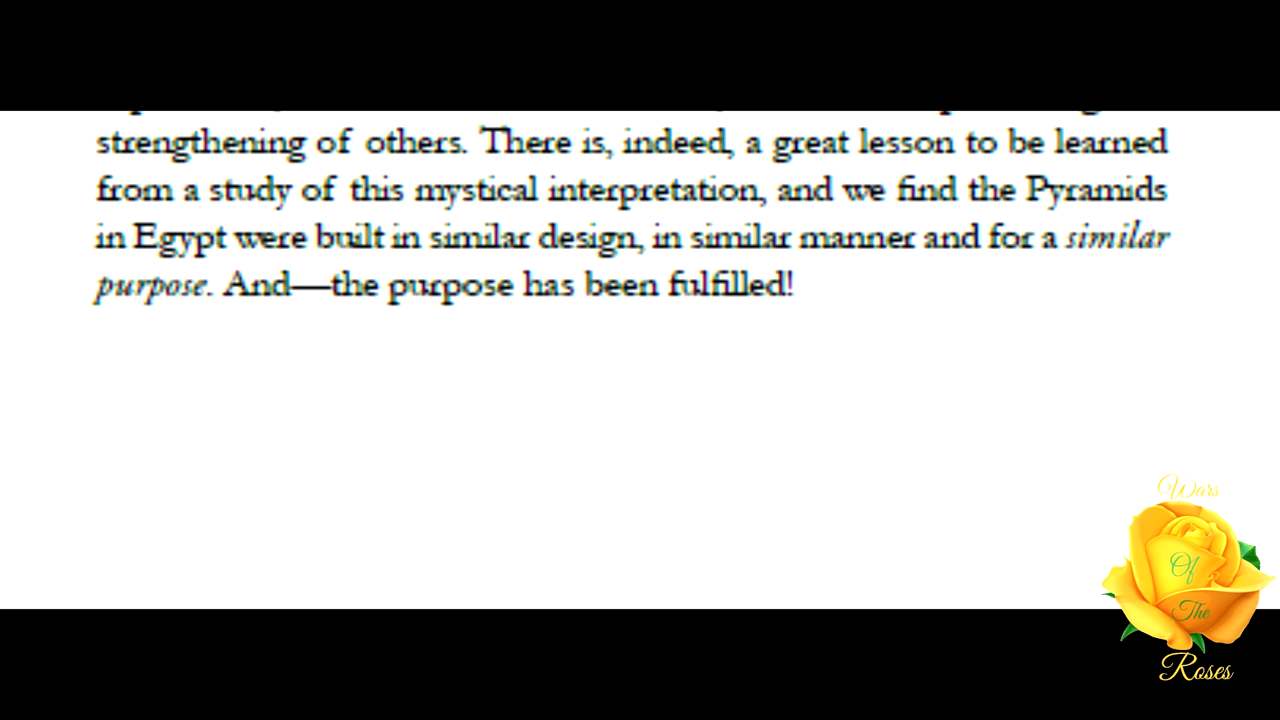 strengthening of others. There is, indeed, a great lesson to be learned
from a study of this mystical interpretation, and we find the Pyramids
in Egypt were built in similar design, in similar manner and for a similar
purpose. And—the purpose has been fulfilled!
Wars
Of
The
Roses